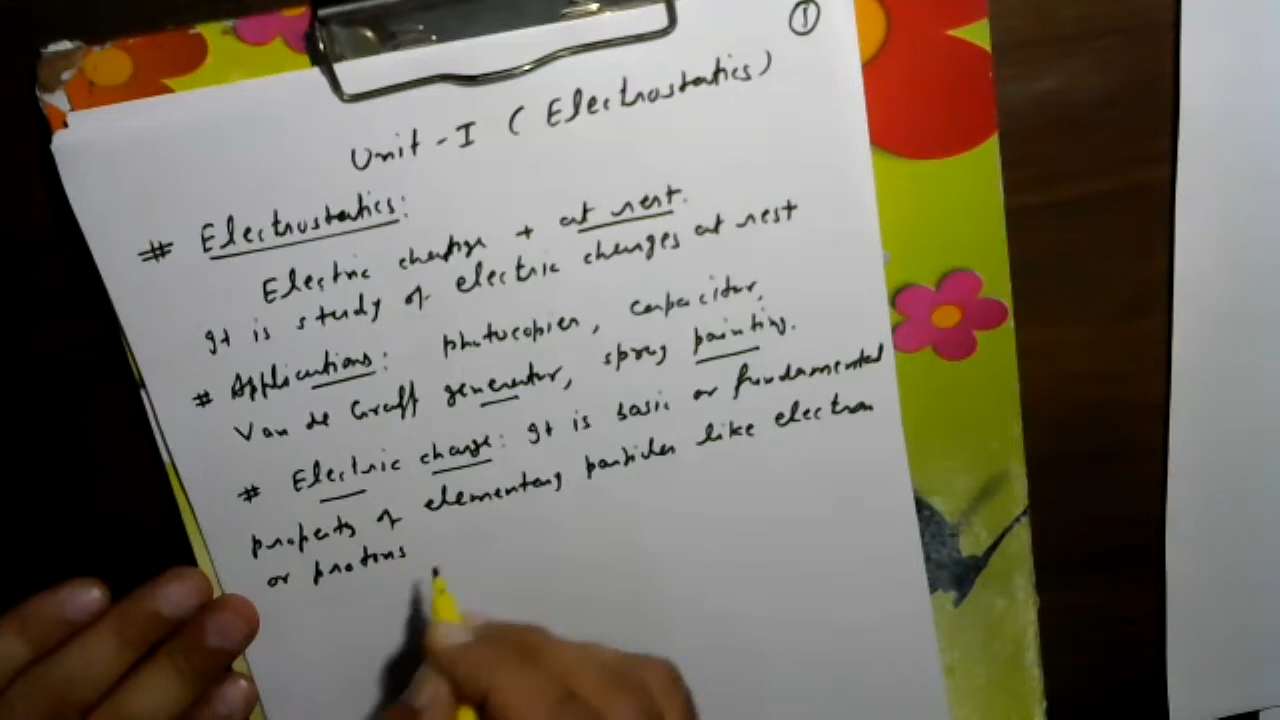 ①
Unit - I ( Electrostatics )
# Electrostatics:
Electric charge + at rest.
It is study of electric charges at rest
# Applications: photocopier, capacitor,
Van de Graff generator, spray painting.
# Electric charge: It is basic or fundamental
property of elementary particles like electron
or protons